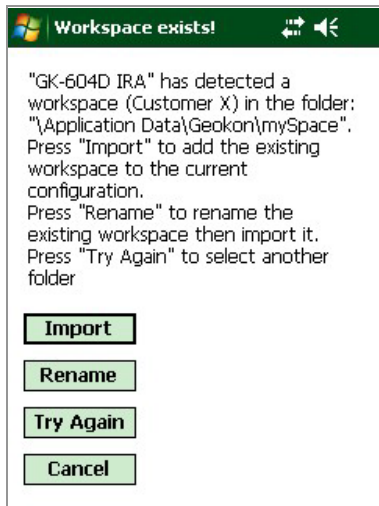 Workspace exists!
"GK-604D IRA" has detected a
workspace (Customer X) in the folder:
"\Application Data\Geokon\mySpace".
Press "Import" to add the existing
workspace to the current
configuration.
Press "Rename" to rename the
existing workspace then import it.
Press "Try Again" to select another
folder
Import
Rename
Try Again
Cancel